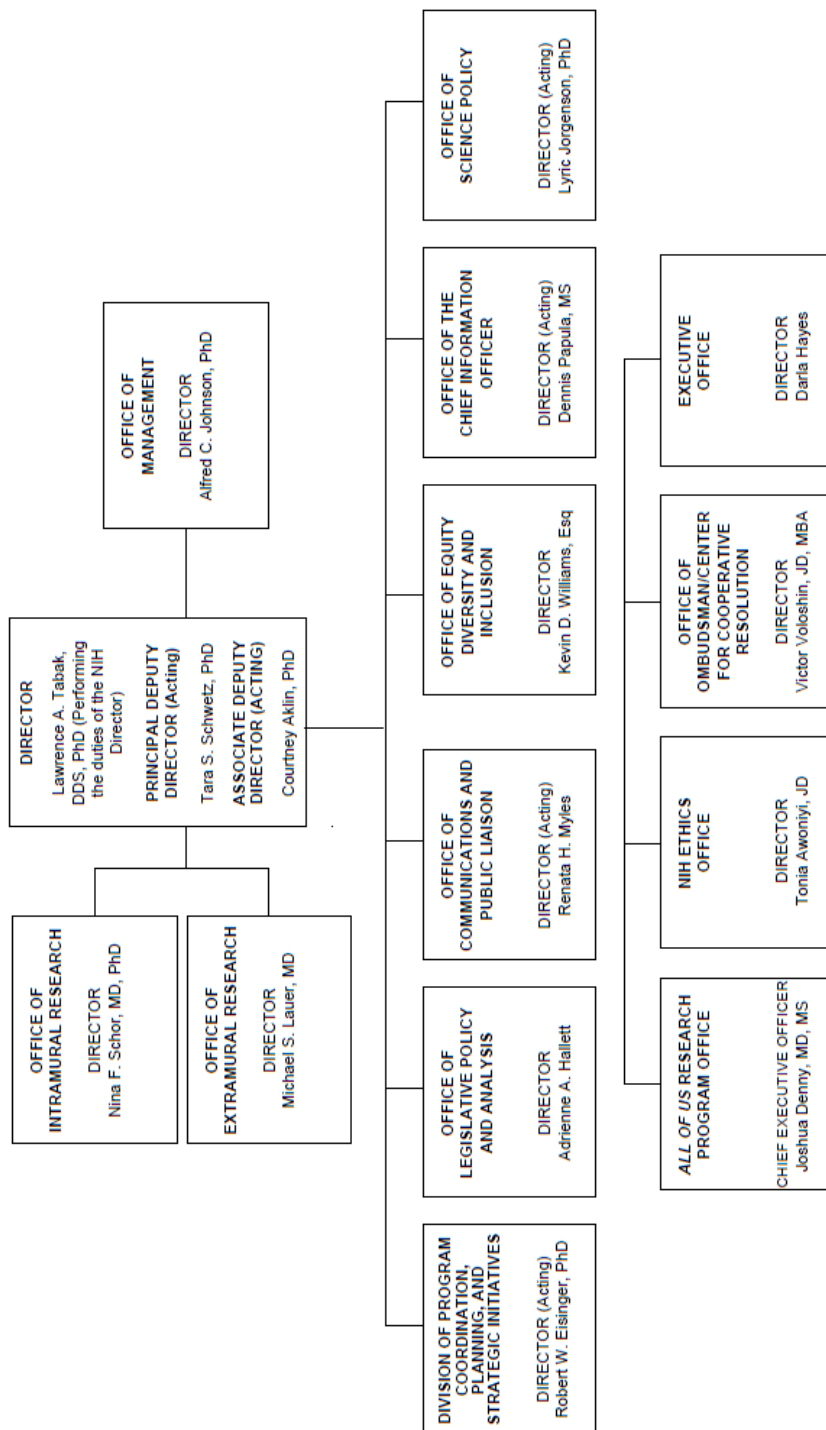 DIRECTOR
Lawrence A. Tabak,
DDS, PhD (Performing
the duties of the NIH
Director)
PRINCIPAL DEPUTY
DIRECTOR (Acting)
Tara S. Schwetz, PhD
ASSOCIATE DEPUTY
DIRECTOR (ACTING)
Courtney Aklin, PhD
OFFICE OF
INTRAMURAL RESEARCH
DIRECTOR
Nina F. Schor, MD, PhD
OFFICE OF
EXTRAMURAL RESEARCH
DIRECTOR
Michael S. Lauer, MD
OFFICE OF
MANAGEMENT
DIRECTOR
Alfred C. Johnson, PhD
DIVISION OF PROGRAM
COORDINATION,
PLANNING, AND
STRATEGIC INITIATIVES
DIRECTOR (Acting)
Robert W. Eisinger, PhD
OFFICE OF
LEGISLATIVE POLICY
AND ANALYSIS
DIRECTOR
Adrienne A. Hallett
OFFICE OF
COMMUNICATIONS AND
PUBLIC LIAISON
DIRECTOR (Acting)
Renata H. Myles
OFFICE OF EQUITY
DIVERSITY AND
INCLUSION
DIRECTOR
Kevin D. Williams, Esq
OFFICE OF THE
CHIEF INFORMATION
OFFICER
DIRECTOR (Acting)
Dennis Papula, MS
OFFICE OF
SCIENCE POLICY
DIRECTOR (Acting)
Lyric Jorgenson, PhD
ALL OF US RESEARCH
PROGRAM OFFICE
CHIEF EXECUTIVE OFFICER
Joshua Denny, MD, MS
NIH ETHICS
OFFICE
DIRECTOR
Tonia Awoniyi, JD
OFFICE OF
OMBUDSMAN/CENTER
FOR COOPERATIVE
RESOLUTION
DIRECTOR
Victor Voloshin, JD, MBA
EXECUTIVE
OFFICE
DIRECTOR
Darla Hayes